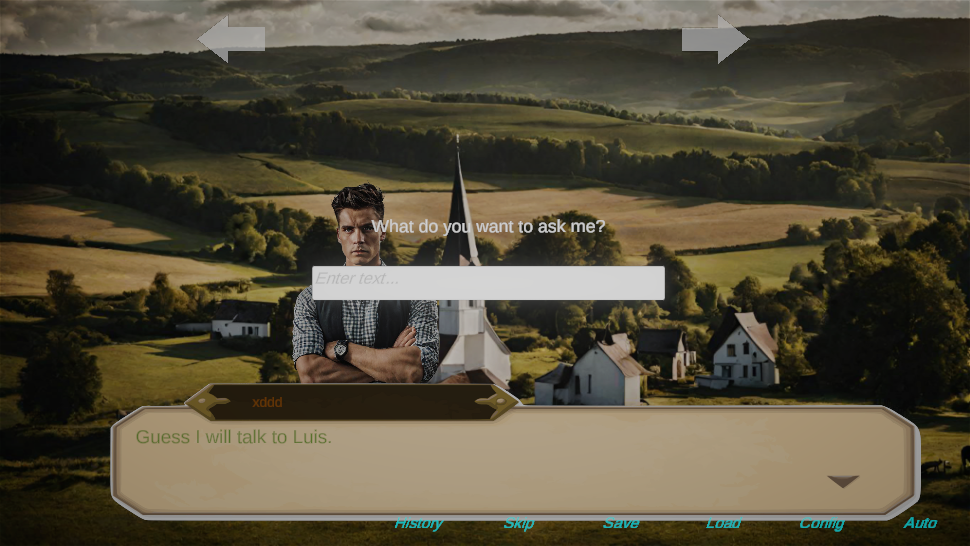 What do you want to ask me?
Enter text...
xddd
Guess I will talk to Luis.
History Skip Save Load Config Auto